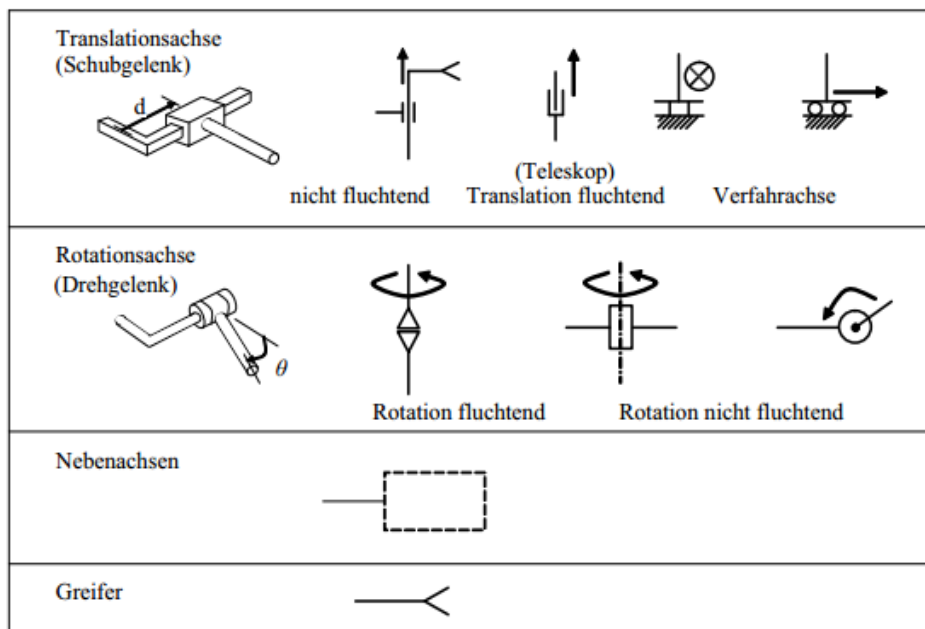 Translationsachse
(Schubgelenk)
d
(Teleskop)
nicht fluchtend
Translation fluchtend
Verfahrachse
Rotationsachse
(Drehgelenk)
θ
Rotation fluchtend
Rotation nicht fluchtend
Nebenachsen
Greifer